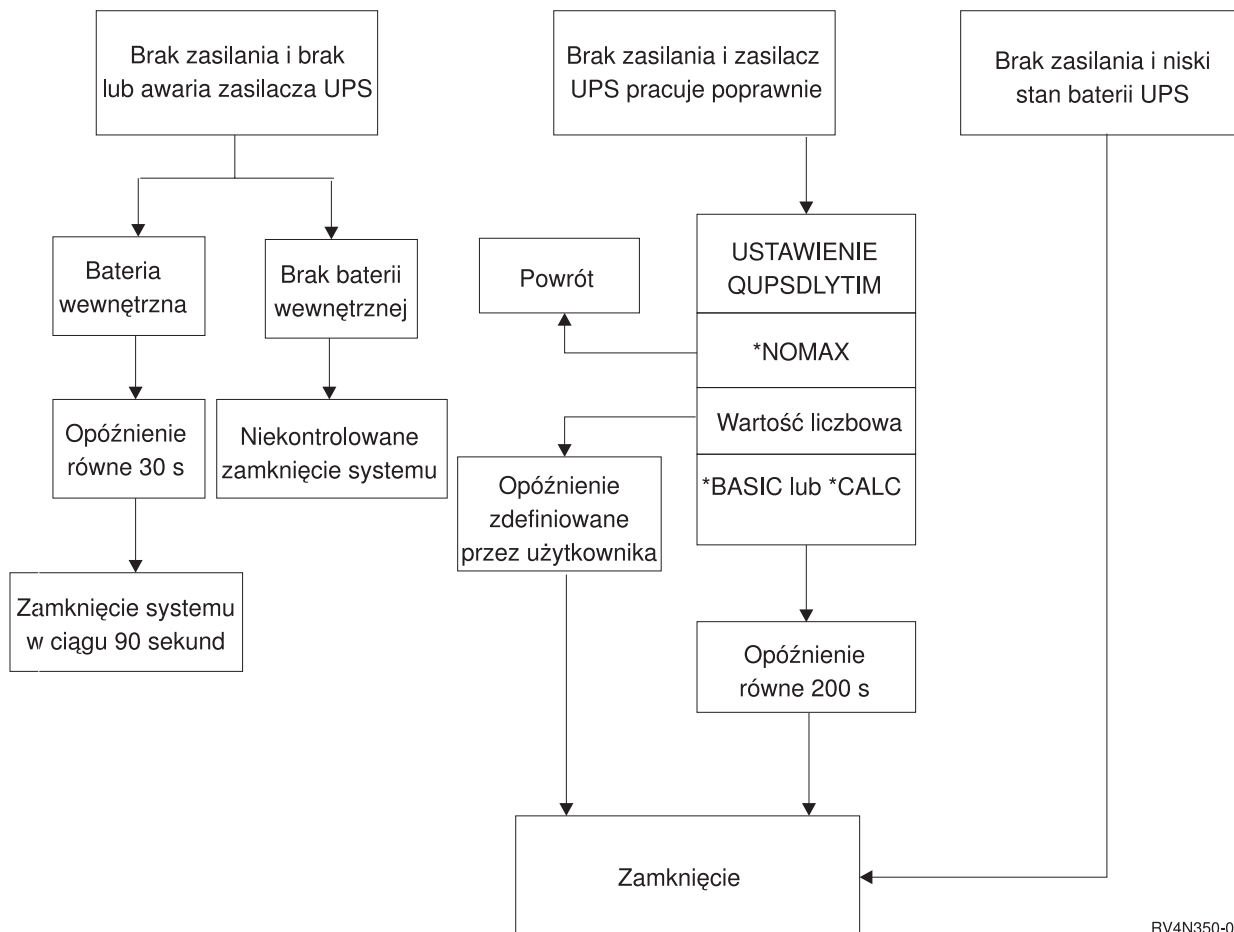 Brak zasilania i brak
lub awaria zasilacza UPS
Brak zasilania i zasilacz
UPS pracuje poprawnie
Brak zasilania i niski
stan baterii UPS
Bateria
wewnętrzna
Brak baterii
wewnętrznej
Powrót
USTAWIENIE
QUPSDLYTIM
*NOMAX
Wartość liczbowa
*BASIC lub *CALC
Opóźnienie
równe 30 s
Niekontrolowane
zamknięcie systemu
Opóźnienie
zdefiniowane
przez użytkownika
Zamknięcie systemu
w ciągu 90 sekund
Opóźnienie
równe 200 s
Zamknięcie